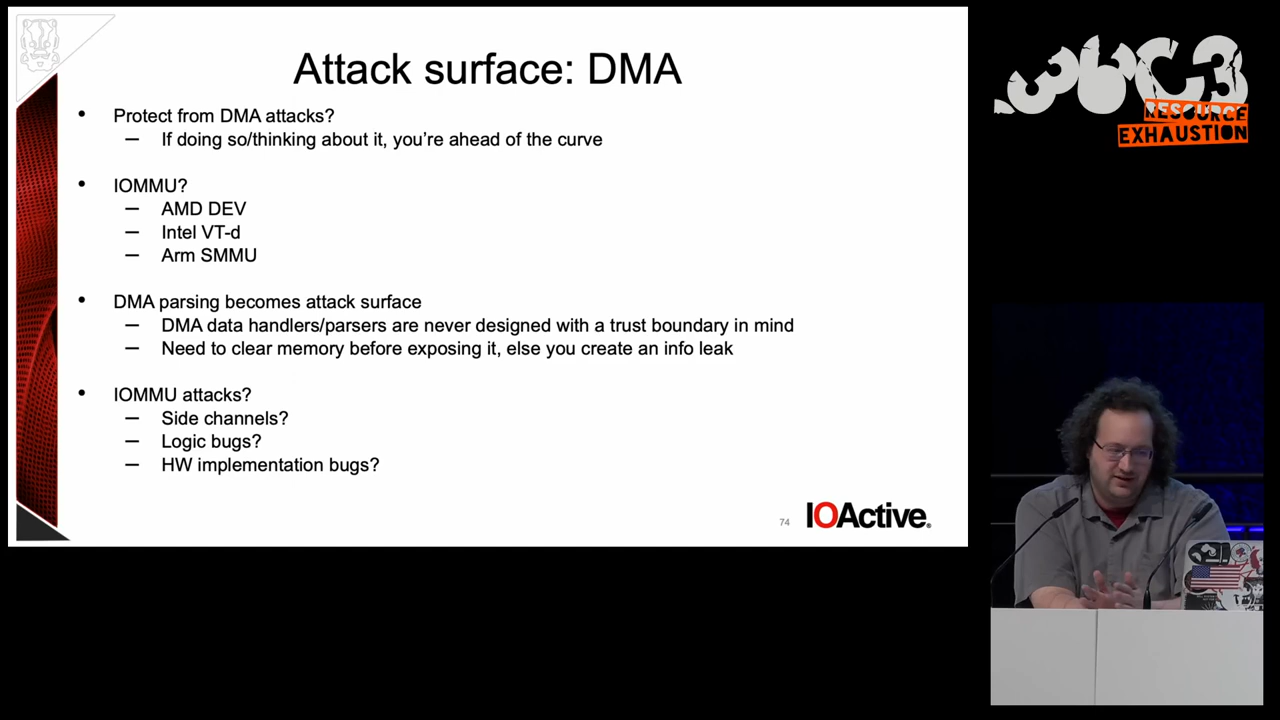 Attack surface: DMA
• Protect from DMA attacks?
– If doing so/thinking about it, you're ahead of the curve
• IOMMU?
– AMD DEV
– Intel VT-d
– Arm SMMU
• DMA parsing becomes attack surface
– DMA data handlers/parsers are never designed with a trust boundary in mind
– Need to clear memory before exposing it, else you create an info leak
• IOMMU attacks?
– Side channels?
– Logic bugs?
– HW implementation bugs?
74
IOActive.
36C3
RESOURCE
EXHAUSTION